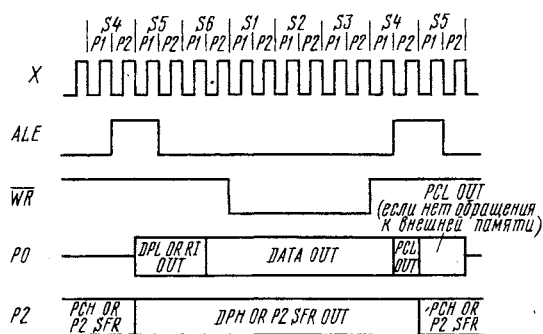 S4 S5 S6 S1 S2 S3 S4 S5
P1 P2 P1 P2 P1 P2 P1 P2 P1 P2 P1 P2 P1 P2 P1 P2
X
ALE
WR
PCL OUT
(если нет обращения
к внешней памяти)
P0
DPL OR RI
OUT
DATA OUT
PCL
OUT
P2
PCH OR
P2 SFR
DPH OR P2 SFR OUT
PCH OR
P2 SFR